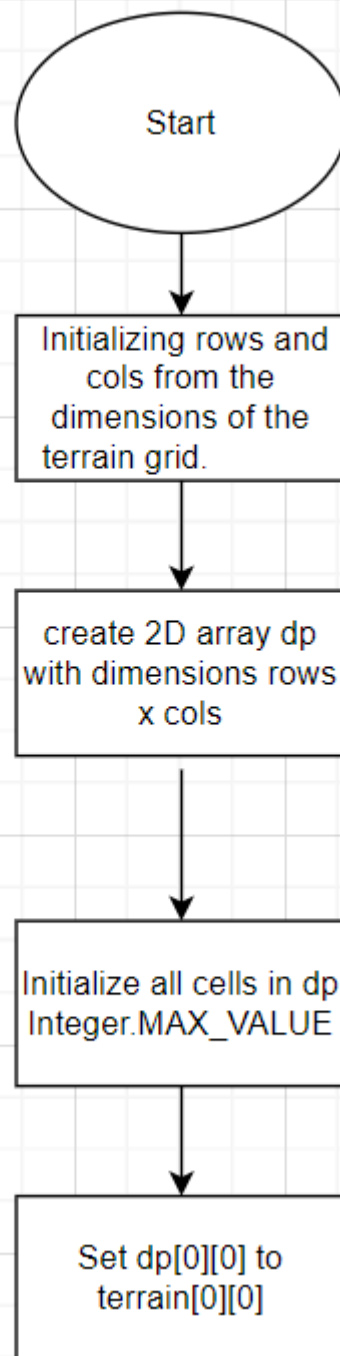 Start
Initializing rows and
cols from the
dimensions of the
terrain grid.
create 2D array dp
with dimensions rows
x cols
Initialize all cells in dp
Integer.MAX_VALUE
Set dp[0][0] to
terrain[0][0]